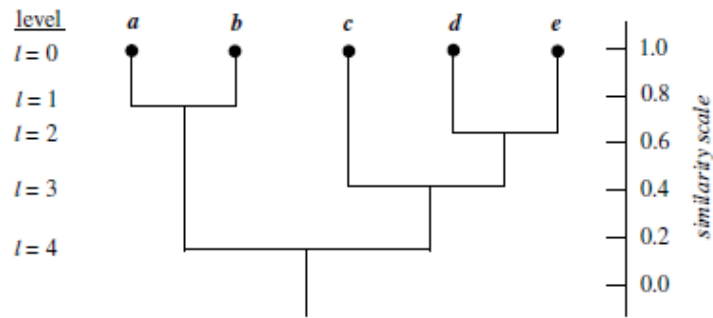 level a b c d e
l = 0 1.0
l = 1 0.8
l = 2 0.6
l = 3 0.4
l = 4 0.2
0.0
similarity scale